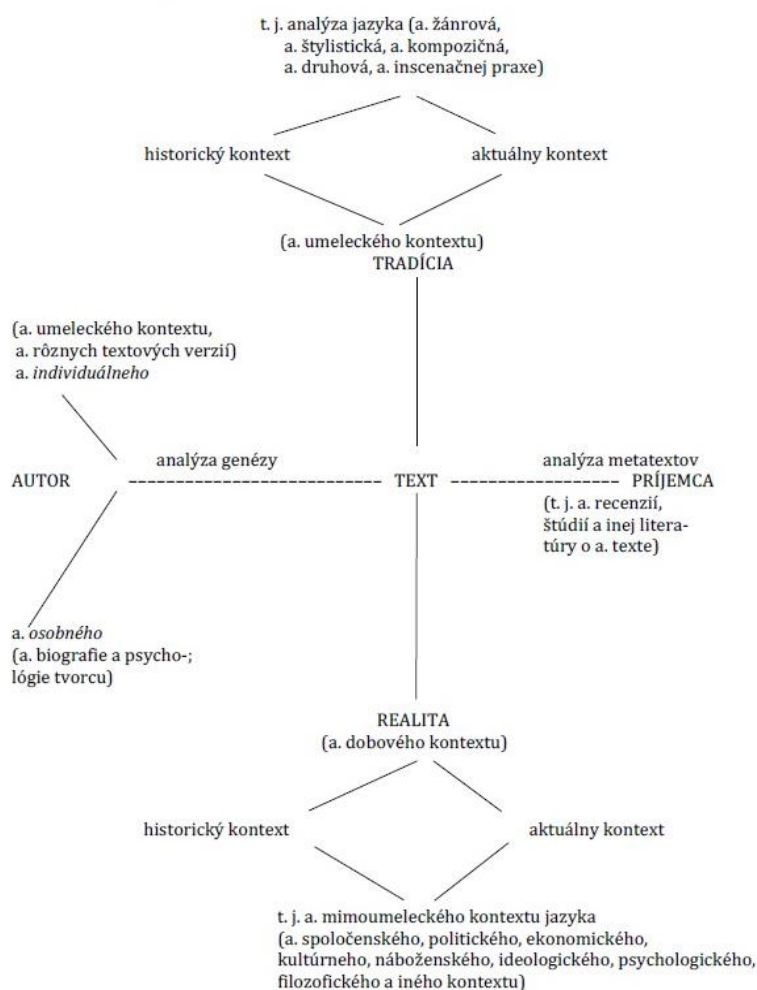 t. j. analýza jazyka (a. žánrová,
a. štylistická, a. kompozičná,
a. druhová, a. inscenačnej praxe)
historický kontext
aktuálny kontext
(a. umeleckého kontextu)
TRADÍCIA
(a. umeleckého kontextu,
a. rôznych textových verzií)
a. individuálneho
analýza genézy
analýza metatextov
AUTOR
TEXT
PRÍJEMCA
(t. j. a. recenzií,
štúdií a inej litera-
túry o a. texte)
a. osobného
(a. biografie a psycho-;
lógie tvorcu)
REALITA
(a. dobového kontextu)
historický kontext
aktuálny kontext
t. j. a. mimoumeleckého kontextu jazyka
(a. spoločenského, politického, ekonomického,
kultúrneho, náboženského, ideologického, psychologického,
filozofického a iného kontextu)